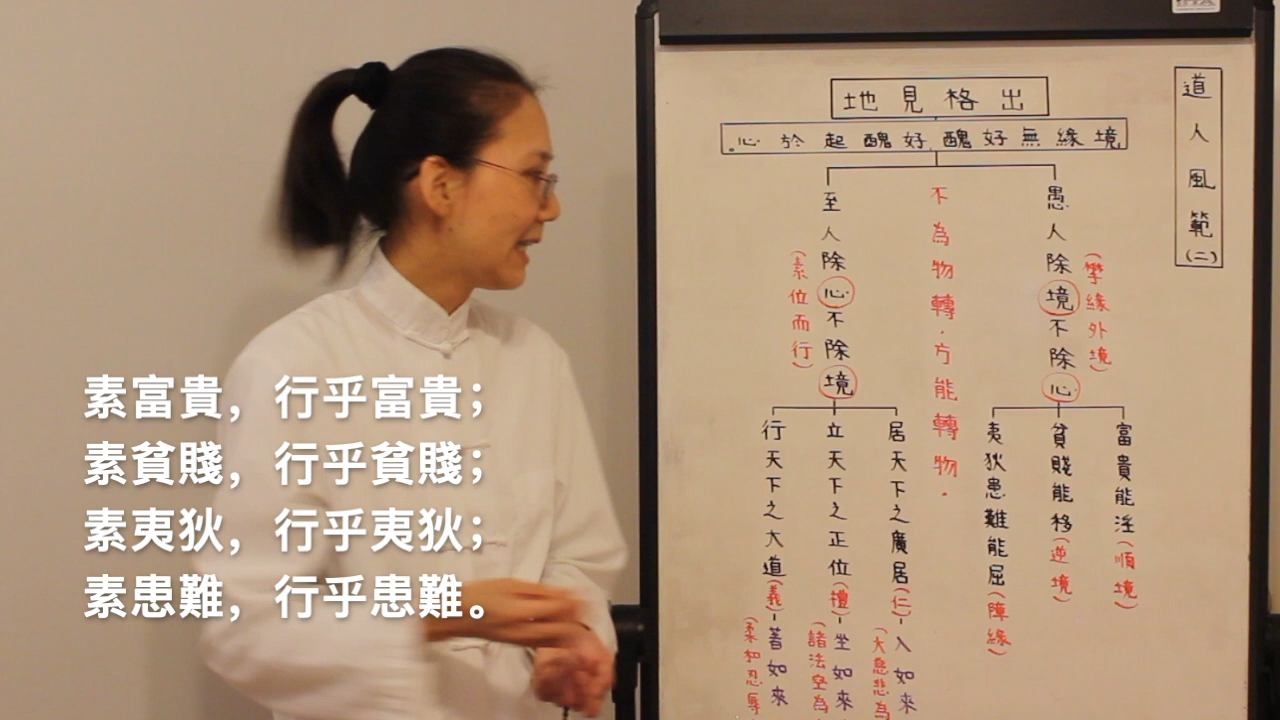 道人風範(二)
出格見地
境緣無好醜,好醜起於心。
愚人除境不除心
(攀緣外境)
富貴能淫(順境)
貧賤能移(逆境)
夷狄患難能屈(障緣)
不為物轉.方能轉物.
至人除心不除境
(素位而行)
居天下之廣居(仁)-入如來
(大慈悲為
立天下之正位(禮)-坐如來
(諸法空為
行天下之大道(義)-著如來
(柔和忍辱
素富貴，行乎富貴；
素貧賤，行乎貧賤；
素夷狄，行乎夷狄；
素患難，行乎患難。